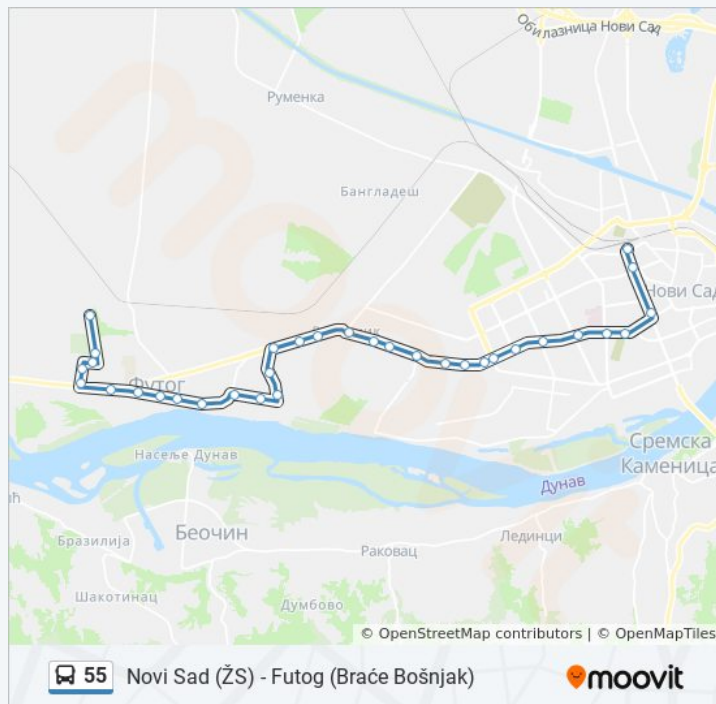 Обилазница Нови Сад
Руменка
Бангладеш
Нови Сад
Футог
Сремска
Каменица
Насеље Дунав
Дунав
Беочин
Бразилија
Раковац
Лединци
Шакотинац
Думбово
© OpenStreetMap contributors | © OpenMapTiles
55 Novi Sad (ŽS) - Futog (Braće Bošnjak)
moovit